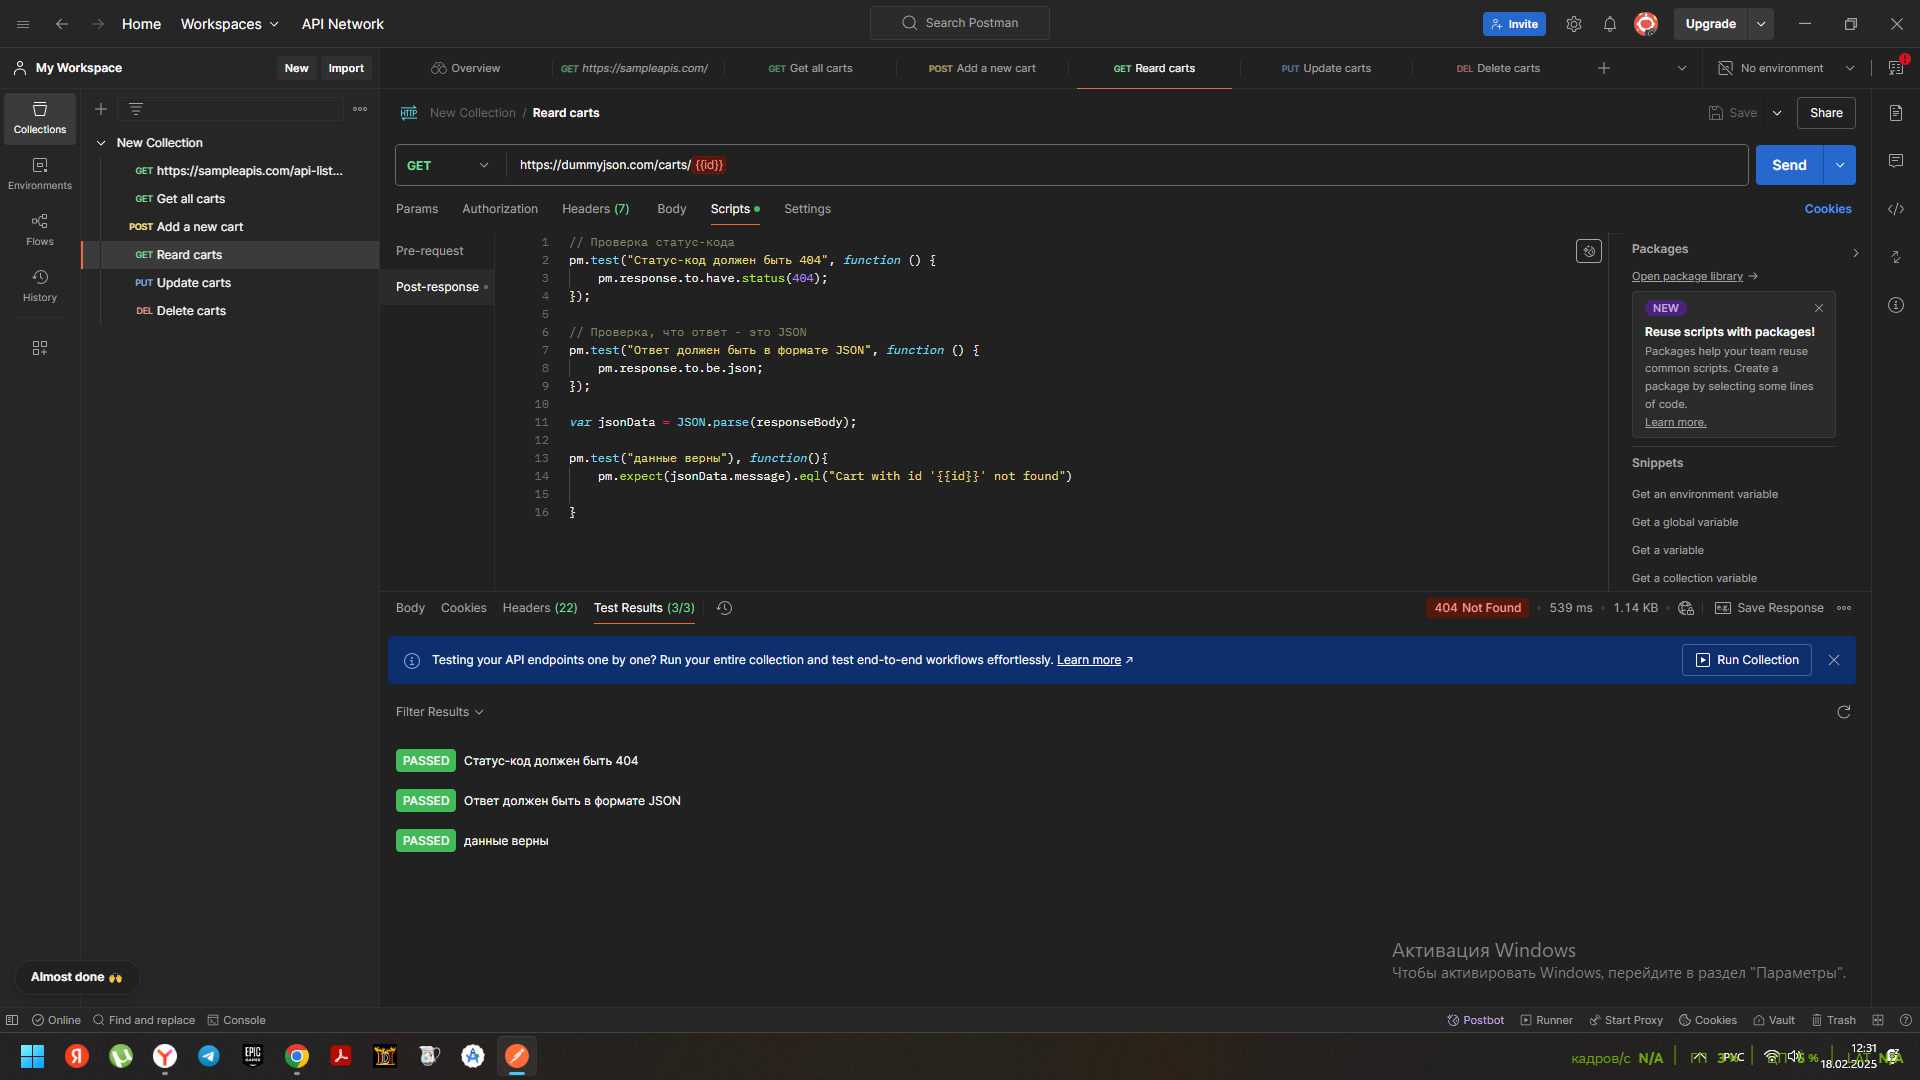 Home
Workspaces
API Network
Search Postman
Invite
Upgrade
My Workspace
New
Import
Overview
GET https://sampleapis.com/
GET Get all carts
POST Add a new cart
GET Reard carts
PUT Update carts
DEL Delete carts
No environment
Collections
Environments
Flows
History
New Collection
GET https://sampleapis.com/api-list...
GET Get all carts
POST Add a new cart
GET Reard carts
PUT Update carts
DEL Delete carts
HTTP New Collection / Reard carts
Save
Share
GET
https://dummyjson.com/carts/{{id}}
Send
Params
Authorization
Headers (7)
Body
Scripts
Settings
Cookies
Pre-request
Post-response
1 // Проверка статус-кода
2 pm.test("Статус-код должен быть 404", function () {
3 pm.response.to.have.status(404);
4 });
5
6 // Проверка, что ответ - это JSON
7 pm.test("Ответ должен быть в формате JSON", function () {
8 pm.response.to.be.json;
9 });
10
11 var jsonData = JSON.parse(responseBody);
12
13 pm.test("данные верны"), function(){
14 pm.expect(jsonData.message).eql("Cart with id '{{id}}' not found")
15
16 }
Packages
Open package library →
NEW
Reuse scripts with packages!
Packages help your team reuse
common scripts. Create a
package by selecting some lines
of code.
Learn more.
Snippets
Get an environment variable
Get a global variable
Get a variable
Get a collection variable
Body
Cookies
Headers (22)
Test Results (3/3)
404 Not Found
539 ms
1.14 KB
e.g.
Save Response
Testing your API endpoints one by one? Run your entire collection and test end-to-end workflows effortlessly. Learn more ↗
Run Collection
Filter Results
PASSED Статус-код должен быть 404
PASSED Ответ должен быть в формате JSON
PASSED данные верны
Активация Windows
Чтобы активировать Windows, перейдите в раздел "Параметры".
Almost done
Online
Find and replace
Console
Postbot
Runner
Start Proxy
Cookies
Vault
Trash
Я
EPIC GAMES
кадров/с N/A
РУС
12:31
18.02.2025